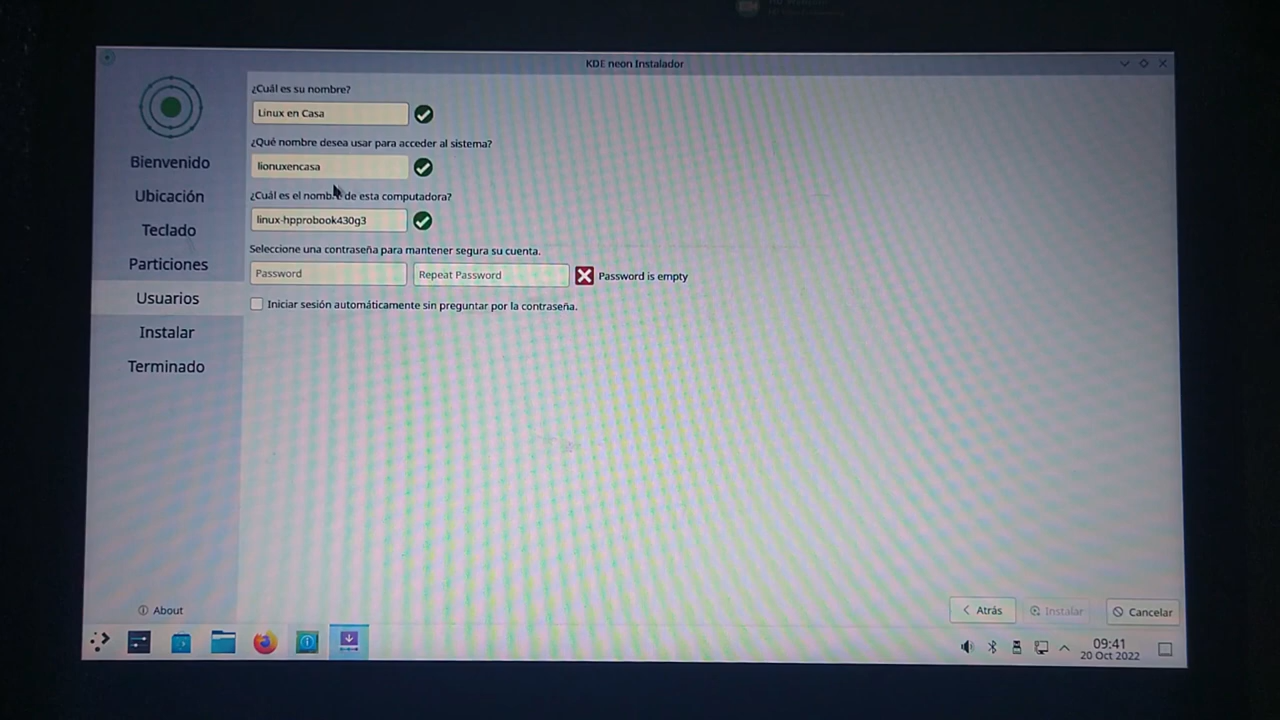 KDE neon Instalador
Bienvenido
Ubicación
Teclado
Particiones
Usuarios
Instalar
Terminado
About
¿Cuál es su nombre?
Linux en Casa
¿Qué nombre desea usar para acceder al sistema?
lionuxencasa
¿Cuál es el nombre de esta computadora?
linux-hpprobook430g3
Seleccione una contraseña para mantener segura su cuenta.
Password
Repeat Password
Password is empty
Iniciar sesión automáticamente sin preguntar por la contraseña.
Atrás
Instalar
Cancelar
09:41
20 Oct 2022